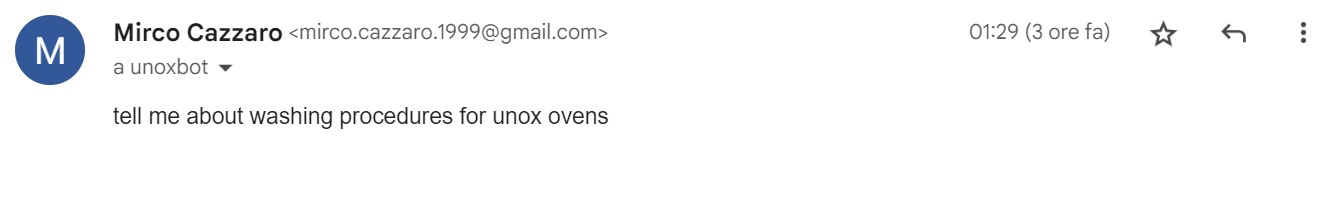 M
Mirco Cazzaro <mirco.cazzaro.1999@gmail.com> 01:29 (3 ore fa)
a unoxbot
tell me about washing procedures for unox ovens